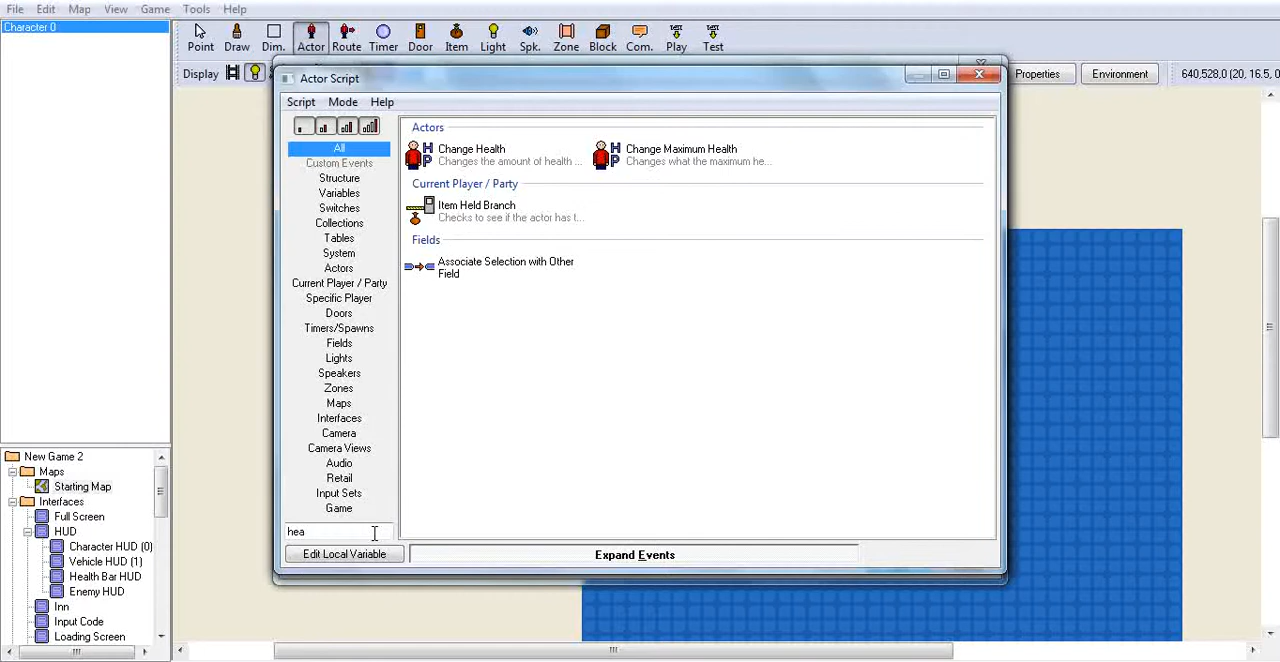 File Edit Map View Game Tools Help
Character 0
Point Draw Dim. Actor Route Timer Door Item Light Spk. Zone Block Com. Play Test
Display Properties Environment 640,528,0 (20, 16.5, 0
Actor Script
Script Mode Help
All
Custom Events
Structure
Variables
Switches
Collections
Tables
System
Actors
Current Player / Party
Specific Player
Doors
Timers/Spawns
Fields
Lights
Speakers
Zones
Maps
Interfaces
Camera
Camera Views
Audio
Retail
Input Sets
Game
hea
Edit Local Variable
Actors
Change Health
Changes the amount of health ...
Change Maximum Health
Changes what the maximum he...
Current Player / Party
Item Held Branch
Checks to see if the actor has t...
Fields
Associate Selection with Other
Field
Expand Events
New Game 2
Maps
Starting Map
Interfaces
Full Screen
HUD
Character HUD (0)
Vehicle HUD (1)
Health Bar HUD
Enemy HUD
Inn
Input Code
Loading Screen